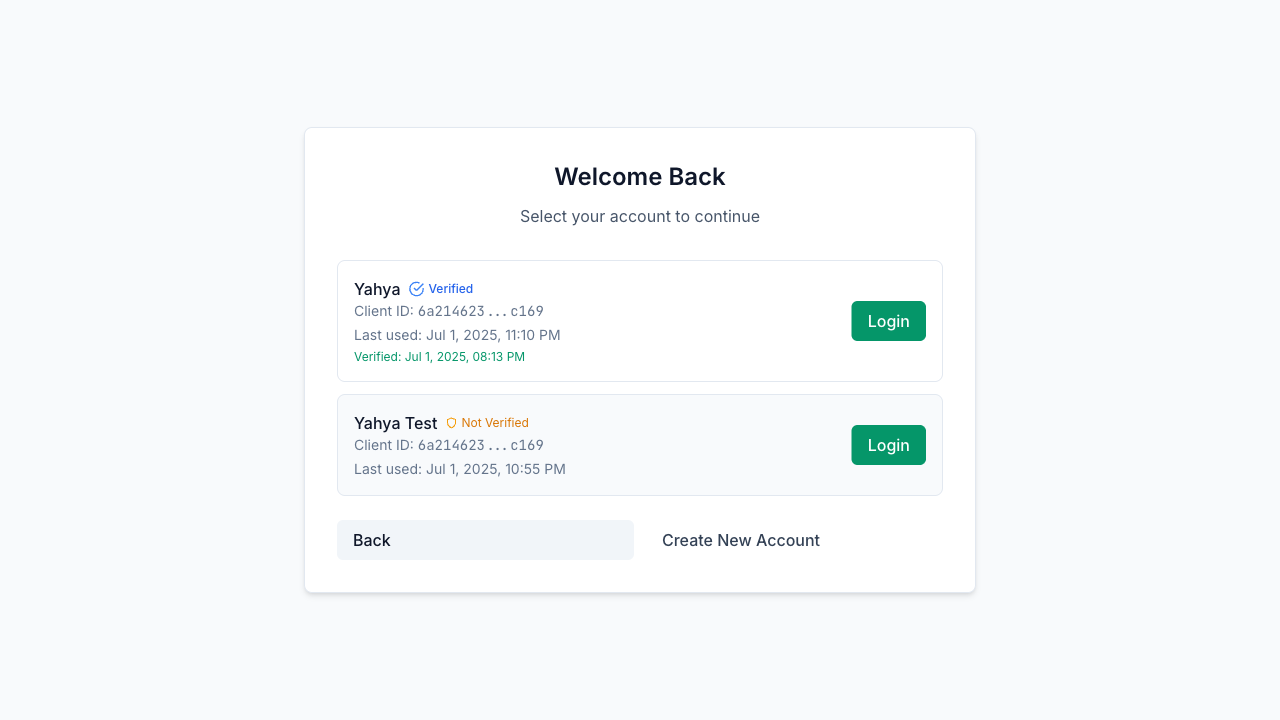 Welcome Back
Select your account to continue
Yahya Verified
Client ID: 6a214623...c169
Last used: Jul 1, 2025, 11:10 PM
Verified: Jul 1, 2025, 08:13 PM
Login
Yahya Test Not Verified
Client ID: 6a214623...c169
Last used: Jul 1, 2025, 10:55 PM
Login
Back Create New Account